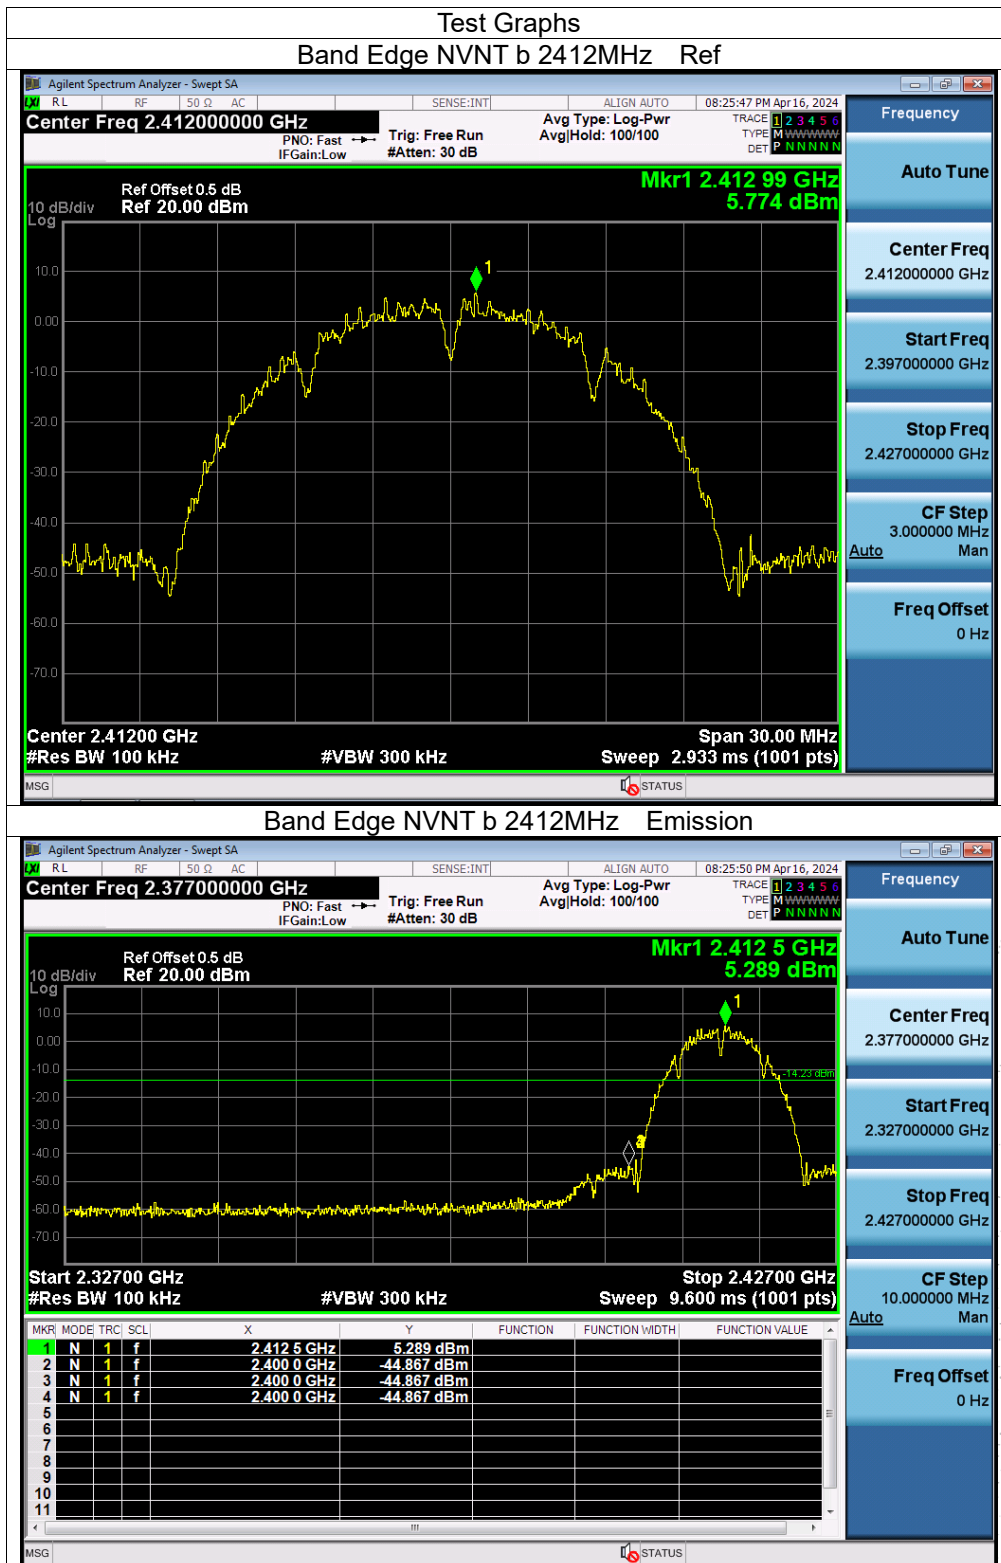 Test Graphs
Band Edge NVNT b 2412MHz Ref
Agilent Spectrum Analyzer - Swept SA
LXI RL RF 50 Ω AC SENSE:INT ALIGN AUTO 08:25:47 PM Apr 16, 2024
Center Freq 2.412000000 GHz
PNO: Fast
IFGain:Low
Trig: Free Run
#Atten: 30 dB
Avg Type: Log-Pwr
Avg|Hold: 100/100
TRACE 1 2 3 4 5 6
TYPE M WWWWW
DET P N N N N N
Frequency
Auto Tune
Center Freq
2.412000000 GHz
Start Freq
2.397000000 GHz
Stop Freq
2.427000000 GHz
CF Step
3.000000 MHz
Auto Man
Freq Offset
0 Hz
Mkr1 2.412 99 GHz
5.774 dBm
Ref Offset 0.5 dB
10 dB/div Ref 20.00 dBm
Log
1
10.0
0.00
-10.0
-20.0
-30.0
-40.0
-50.0
-60.0
-70.0
Center 2.41200 GHz Span 30.00 MHz
#Res BW 100 kHz #VBW 300 kHz Sweep 2.933 ms (1001 pts)
MSG STATUS
Band Edge NVNT b 2412MHz Emission
Agilent Spectrum Analyzer - Swept SA
LXI RL RF 50 Ω AC SENSE:INT ALIGN AUTO 08:25:50 PM Apr 16, 2024
Center Freq 2.377000000 GHz
PNO: Fast
IFGain:Low
Trig: Free Run
#Atten: 30 dB
Avg Type: Log-Pwr
Avg|Hold: 100/100
TRACE 1 2 3 4 5 6
TYPE M WWWWW
DET P N N N N N
Frequency
Auto Tune
Center Freq
2.377000000 GHz
Start Freq
2.327000000 GHz
Stop Freq
2.427000000 GHz
CF Step
10.000000 MHz
Auto Man
Freq Offset
0 Hz
Mkr1 2.412 5 GHz
5.289 dBm
Ref Offset 0.5 dB
10 dB/div Ref 20.00 dBm
Log
1
10.0
0.00
-10.0
-14.23 dBm
-20.0
-30.0
-40.0
-50.0
-60.0
-70.0
Start 2.32700 GHz Stop 2.42700 GHz
#Res BW 100 kHz #VBW 300 kHz Sweep 9.600 ms (1001 pts)
MKR MODE TRC SCL X Y FUNCTION FUNCTION WIDTH FUNCTION VALUE
1 N 1 f 2.412 5 GHz 5.289 dBm
2 N 1 f 2.400 0 GHz -44.867 dBm
3 N 1 f 2.400 0 GHz -44.867 dBm
4 N 1 f 2.400 0 GHz -44.867 dBm
5
6
7
8
9
10
11
MSG STATUS